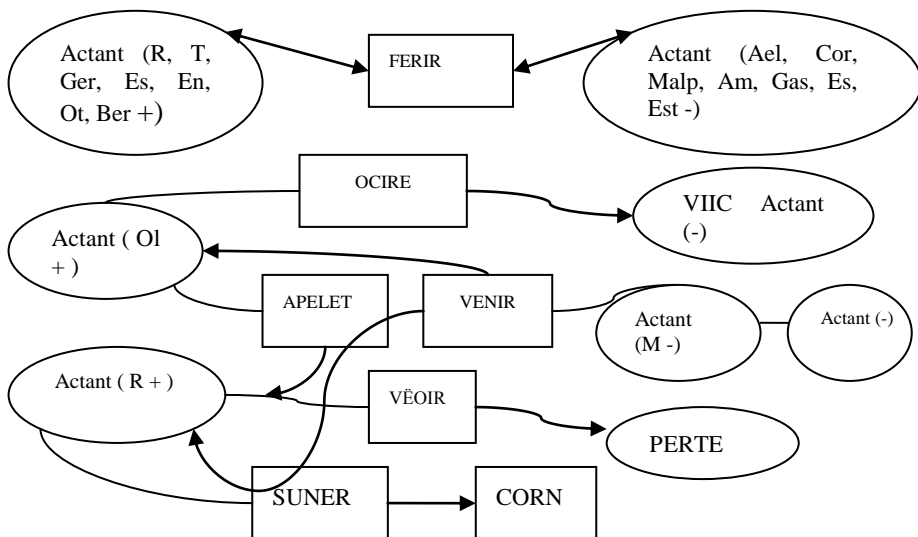 Actant (R, T,
Ger, Es, En,
Ot, Ber +)
FERIR
Actant (Ael, Cor,
Malp, Am, Gas, Es,
Est -)
OCIRE
VIIC Actant
(-)
Actant ( Ol
+ )
APELET
VENIR
Actant
(M -)
Actant (-)
Actant ( R + )
VËOIR
PERTE
SUNER
CORN